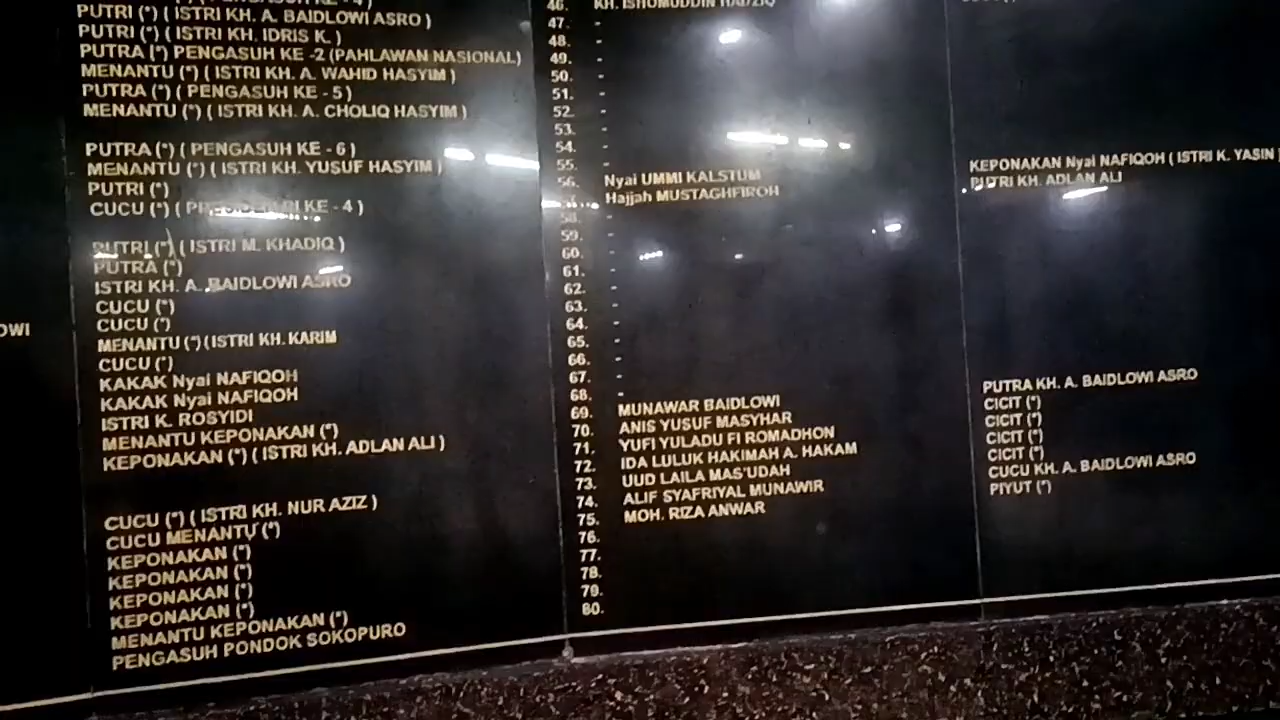 PUTRI (*) ( ISTRI KH. A. BAIDLOWI ASRO )
PUTRI (*) ( ISTRI KH. IDRIS K. )
PUTRA (*) PENGASUH KE -2 (PAHLAWAN NASIONAL)
MENANTU (*) ( ISTRI KH. A. WAHID HASYIM )
PUTRA (*) ( PENGASUH KE - 5 )
MENANTU (*) ( ISTRI KH. A. CHOLIQ HASYIM )
PUTRA (*) ( PENGASUH KE - 6 )
MENANTU (*) ( ISTRI KH. YUSUF HASYIM )
PUTRI (*)
CUCU (*) ( KE - 4 )
PUTRI (*) ( ISTRI M. KHADIQ )
PUTRA (*)
ISTRI KH. A. BAIDLOWI ASRO
CUCU (*)
CUCU (*)
MENANTU (*) (ISTRI KH. KARIM
CUCU (*)
KAKAK Nyai NAFIQOH
KAKAK Nyai NAFIQOH
ISTRI K. ROSYIDI
MENANTU KEPONAKAN (*)
KEPONAKAN (*) ( ISTRI KH. ADLAN ALI )
CUCU (*) ( ISTRI KH. NUR AZIZ )
CUCU MENANTU (*)
KEPONAKAN (*)
KEPONAKAN (*)
KEPONAKAN (*)
KEPONAKAN (*)
MENANTU KEPONAKAN (*)
PENGASUH PONDOK SOKOPURO
OWI
46. KH. ISHOMUDDIN HADZIQ
47. -
48. -
49. -
50. -
51. -
52. -
53. -
54. -
55. -
56. Nyai UMMI KALSTUM
Hajjah MUSTAGHFIROH
58. -
59. -
60. -
61. -
62. -
63. -
64. -
65. -
66. -
67. -
68. -
69. MUNAWAR BAIDLOWI
70. ANIS YUSUF MASYHAR
71. YUFI YULADU FI ROMADHON
72. IDA LULUK HAKIMAH A. HAKAM
73. UUD LAILA MAS'UDAH
74. ALIF SYAFRIYAL MUNAWIR
75. MOH. RIZA ANWAR
76.
77.
78.
79.
80.
KEPONAKAN Nyai NAFIQOH ( ISTRI K. YASIN
PUTRI KH. ADLAN ALI
PUTRA KH. A. BAIDLOWI ASRO
CICIT (*)
CICIT (*)
CICIT (*)
CICIT (*)
CUCU KH. A. BAIDLOWI ASRO
PIYUT (*)